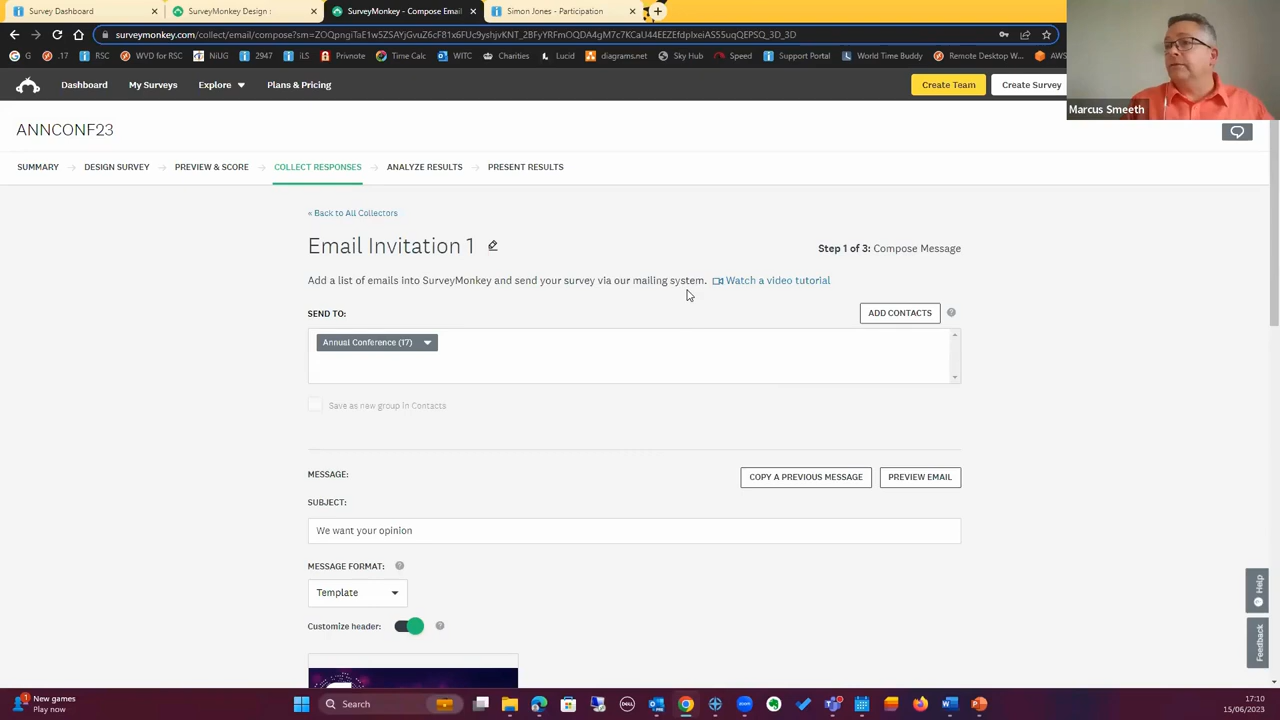 Survey Dashboard
SurveyMonkey Design :
SurveyMonkey - Compose Email
Simon Jones - Participation
surveymonkey.com/collect/email/compose?sm=
G
.17
RSC
WVD for RSC
NiUG
2945
iLS
Privnote
Time Calc
WITC
Charities
Lucid
diagrams.net
Sky Hub
Speed
Support Portal
World Time Buddy
Remote Desktop W...
AWS
Dashboard
My Surveys
Explore
Plans & Pricing
Create Team
Create Survey
Marcus Smeeth
ANNCONF23
SUMMARY
DESIGN SURVEY
PREVIEW & SCORE
COLLECT RESPONSES
ANALYZE RESULTS
PRESENT RESULTS
« Back to All Collectors
Email Invitation 1
Step 1 of 3: Compose Message
Add a list of emails into SurveyMonkey and send your survey via our mailing system.
Watch a video tutorial
SEND TO:
ADD CONTACTS
Annual Conference (17)
Save as new group in Contacts
MESSAGE:
COPY A PREVIOUS MESSAGE
PREVIEW EMAIL
SUBJECT:
We want your opinion
MESSAGE FORMAT:
Template
Customize header:
Help
Feedback
New games
Play now
Search
17:10
15/06/2023